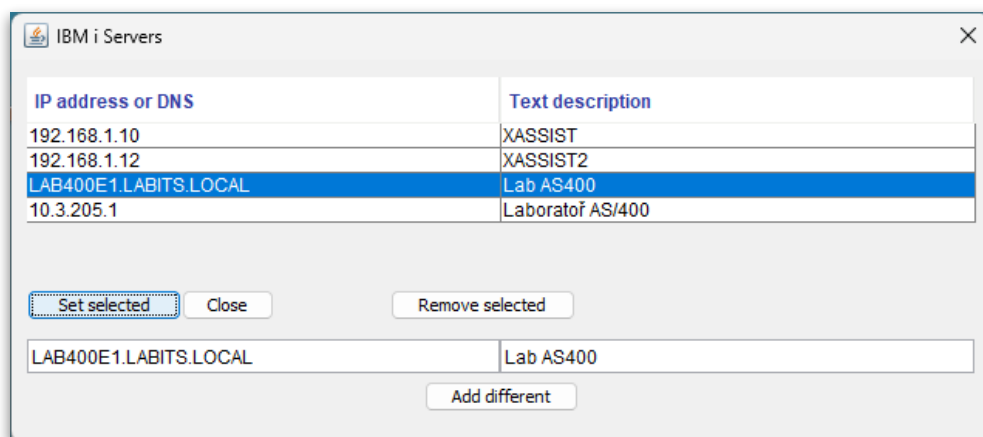 IBM i Servers
IP address or DNS Text description
192.168.1.10 XASSIST
192.168.1.12 XASSIST2
LAB400E1.LABITS.LOCAL Lab AS400
10.3.205.1 Laboratoř AS/400
Set selected Close Remove selected
LAB400E1.LABITS.LOCAL Lab AS400
Add different